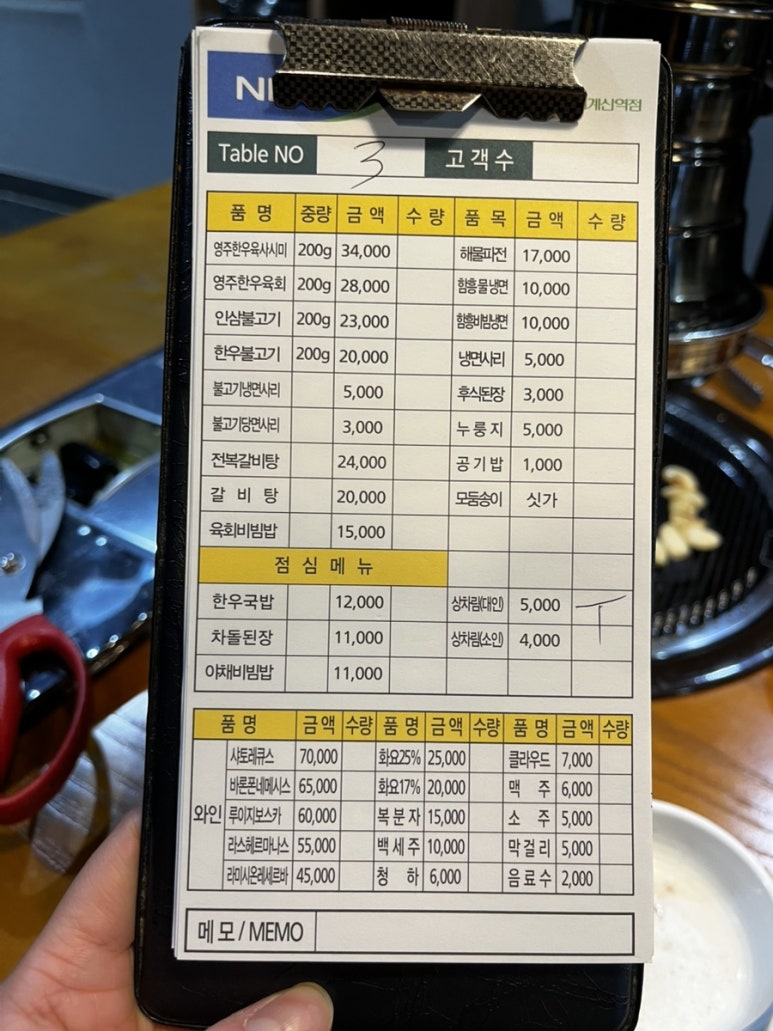 계신역점
Table NO 3 고객수
품명 중량 금액 수량 품목 금액 수량
영주한우육사시미 200g 34,000 해물파전 17,000
영주한우육회 200g 28,000 함흥물냉면 10,000
인삼불고기 200g 23,000 함흥비빔냉면 10,000
한우불고기 200g 20,000 냉면사리 5,000
불고기냉면사리 5,000 후식된장 3,000
불고기당면사리 3,000 누룽지 5,000
전복갈비탕 24,000 공기밥 1,000
갈비탕 20,000 모둠송이 싯가
육회비빔밥 15,000
점심메뉴
한우국밥 12,000 상차림(대인) 5,000 ㅜ
차돌된장 11,000 상차림(소인) 4,000
야채비빔밥 11,000
품명 금액 수량 품명 금액 수량 품명 금액 수량
와인
샤토레큐스 70,000 화요25% 25,000 클라우드 7,000
바론폰네메시스 65,000 화요17% 20,000 맥주 6,000
루이지보스카 60,000 복분자 15,000 소주 5,000
라스헤르마나스 55,000 백세주 10,000 막걸리 5,000
라미시온레세르바 45,000 청하 6,000 음료수 2,000
메모/MEMO